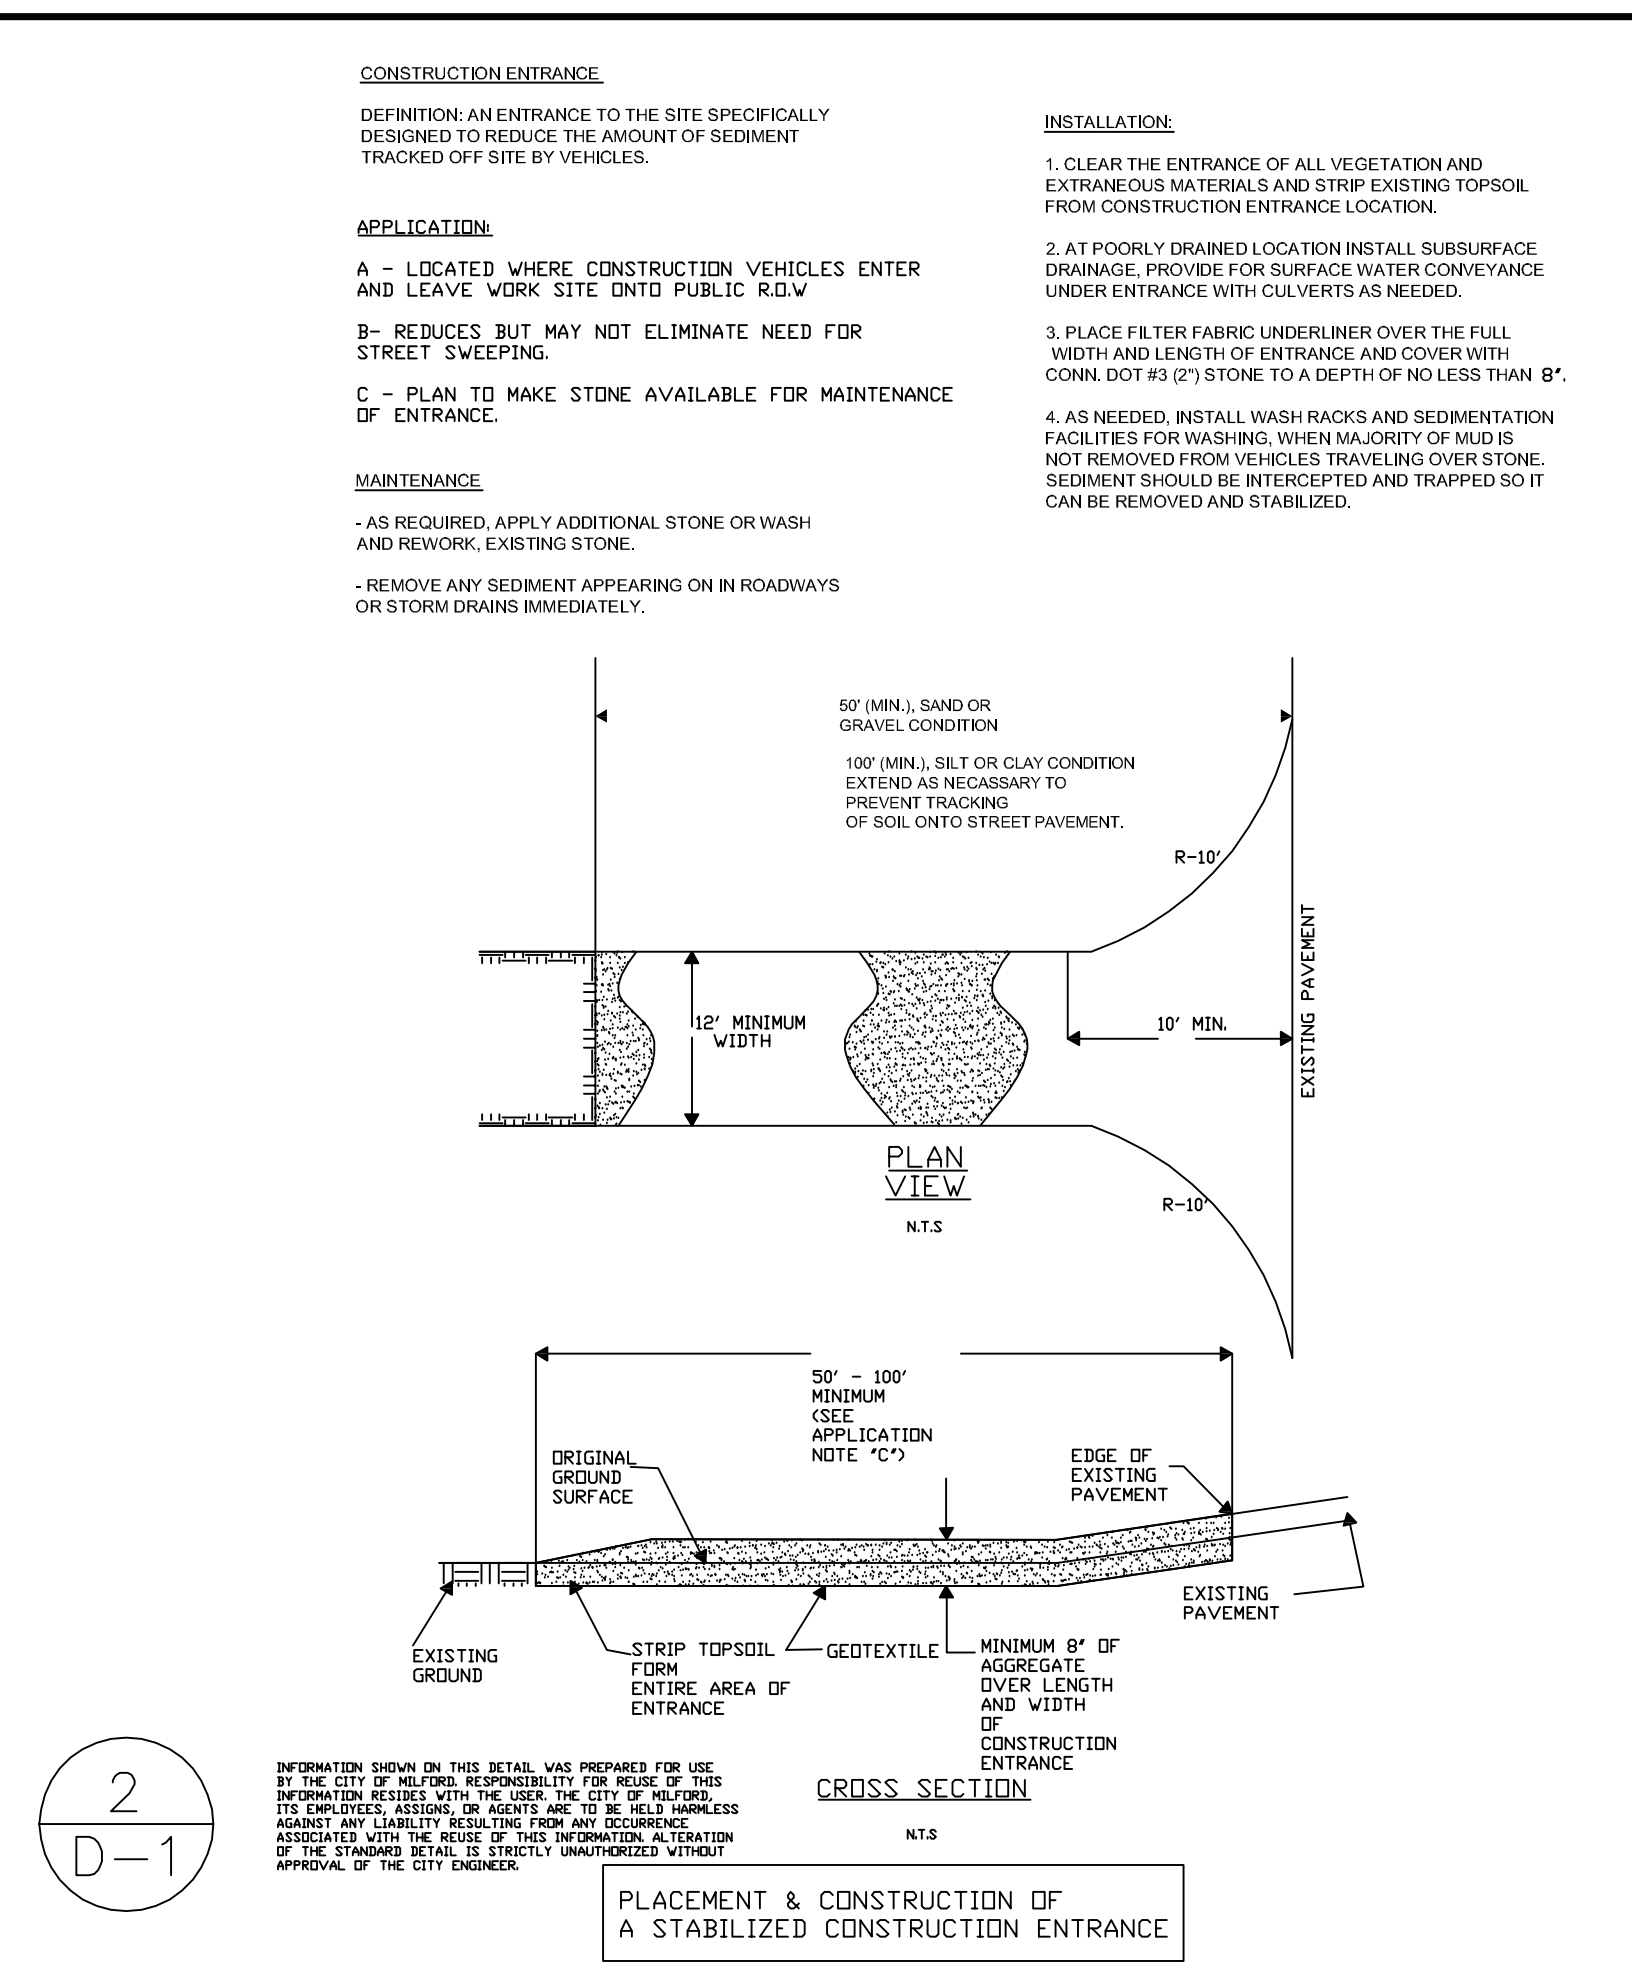 CONSTRUCTION ENTRANCE
DEFINITION: AN ENTRANCE TO THE SITE SPECIFICALLY
DESIGNED TO REDUCE THE AMOUNT OF SEDIMENT
TRACKED OFF SITE BY VEHICLES.
APPLICATION:
A - LOCATED WHERE CONSTRUCTION VEHICLES ENTER
AND LEAVE WORK SITE ONTO PUBLIC R.O.W
B- REDUCES BUT MAY NOT ELIMINATE NEED FOR
STREET SWEEPING.
C - PLAN TO MAKE STONE AVAILABLE FOR MAINTENANCE
OF ENTRANCE.
MAINTENANCE
- AS REQUIRED, APPLY ADDITIONAL STONE OR WASH
AND REWORK, EXISTING STONE.
- REMOVE ANY SEDIMENT APPEARING ON IN ROADWAYS
OR STORM DRAINS IMMEDIATELY.
INSTALLATION:
1. CLEAR THE ENTRANCE OF ALL VEGETATION AND
EXTRANEOUS MATERIALS AND STRIP EXISTING TOPSOIL
FROM CONSTRUCTION ENTRANCE LOCATION.
2. AT POORLY DRAINED LOCATION INSTALL SUBSURFACE
DRAINAGE, PROVIDE FOR SURFACE WATER CONVEYANCE
UNDER ENTRANCE WITH CULVERTS AS NEEDED.
3. PLACE FILTER FABRIC UNDERLINER OVER THE FULL
WIDTH AND LENGTH OF ENTRANCE AND COVER WITH
CONN. DOT #3 (2") STONE TO A DEPTH OF NO LESS THAN 8".
4. AS NEEDED, INSTALL WASH RACKS AND SEDIMENTATION
FACILITIES FOR WASHING, WHEN MAJORITY OF MUD IS
NOT REMOVED FROM VEHICLES TRAVELING OVER STONE.
SEDIMENT SHOULD BE INTERCEPTED AND TRAPPED SO IT
CAN BE REMOVED AND STABILIZED.
50' (MIN.), SAND OR
GRAVEL CONDITION
100' (MIN.), SILT OR CLAY CONDITION
EXTEND AS NECASSARY TO
PREVENT TRACKING
OF SOIL ONTO STREET PAVEMENT.
R-10'
EXISTING PAVEMENT
12' MINIMUM
WIDTH
10' MIN.
PLAN
VIEW
N.T.S
R-10'
50' - 100'
MINIMUM
(SEE
APPLICATION
NOTE "C")
ORIGINAL
GROUND
SURFACE
EDGE OF
EXISTING
PAVEMENT
EXISTING
PAVEMENT
EXISTING
GROUND
STRIP TOPSOIL
FORM
ENTIRE AREA OF
ENTRANCE
GEOTEXTILE
MINIMUM 8" OF
AGGREGATE
OVER LENGTH
AND WIDTH
OF
CONSTRUCTION
ENTRANCE
CROSS SECTION
N.T.S
2
D-1
INFORMATION SHOWN ON THIS DETAIL WAS PREPARED FOR USE
BY THE CITY OF MILFORD. RESPONSIBILITY FOR REUSE OF THIS
INFORMATION RESIDES WITH THE USER. THE CITY OF MILFORD,
ITS EMPLOYEES, ASSIGNS, OR AGENTS ARE TO BE HELD HARMLESS
AGAINST ANY LIABILITY RESULTING FROM ANY OCCURRENCE
ASSOCIATED WITH THE REUSE OF THIS INFORMATION. ALTERATION
OF THE STANDARD DETAIL IS STRICTLY UNAUTHORIZED WITHOUT
APPROVAL OF THE CITY ENGINEER.
PLACEMENT & CONSTRUCTION OF
A STABILIZED CONSTRUCTION ENTRANCE